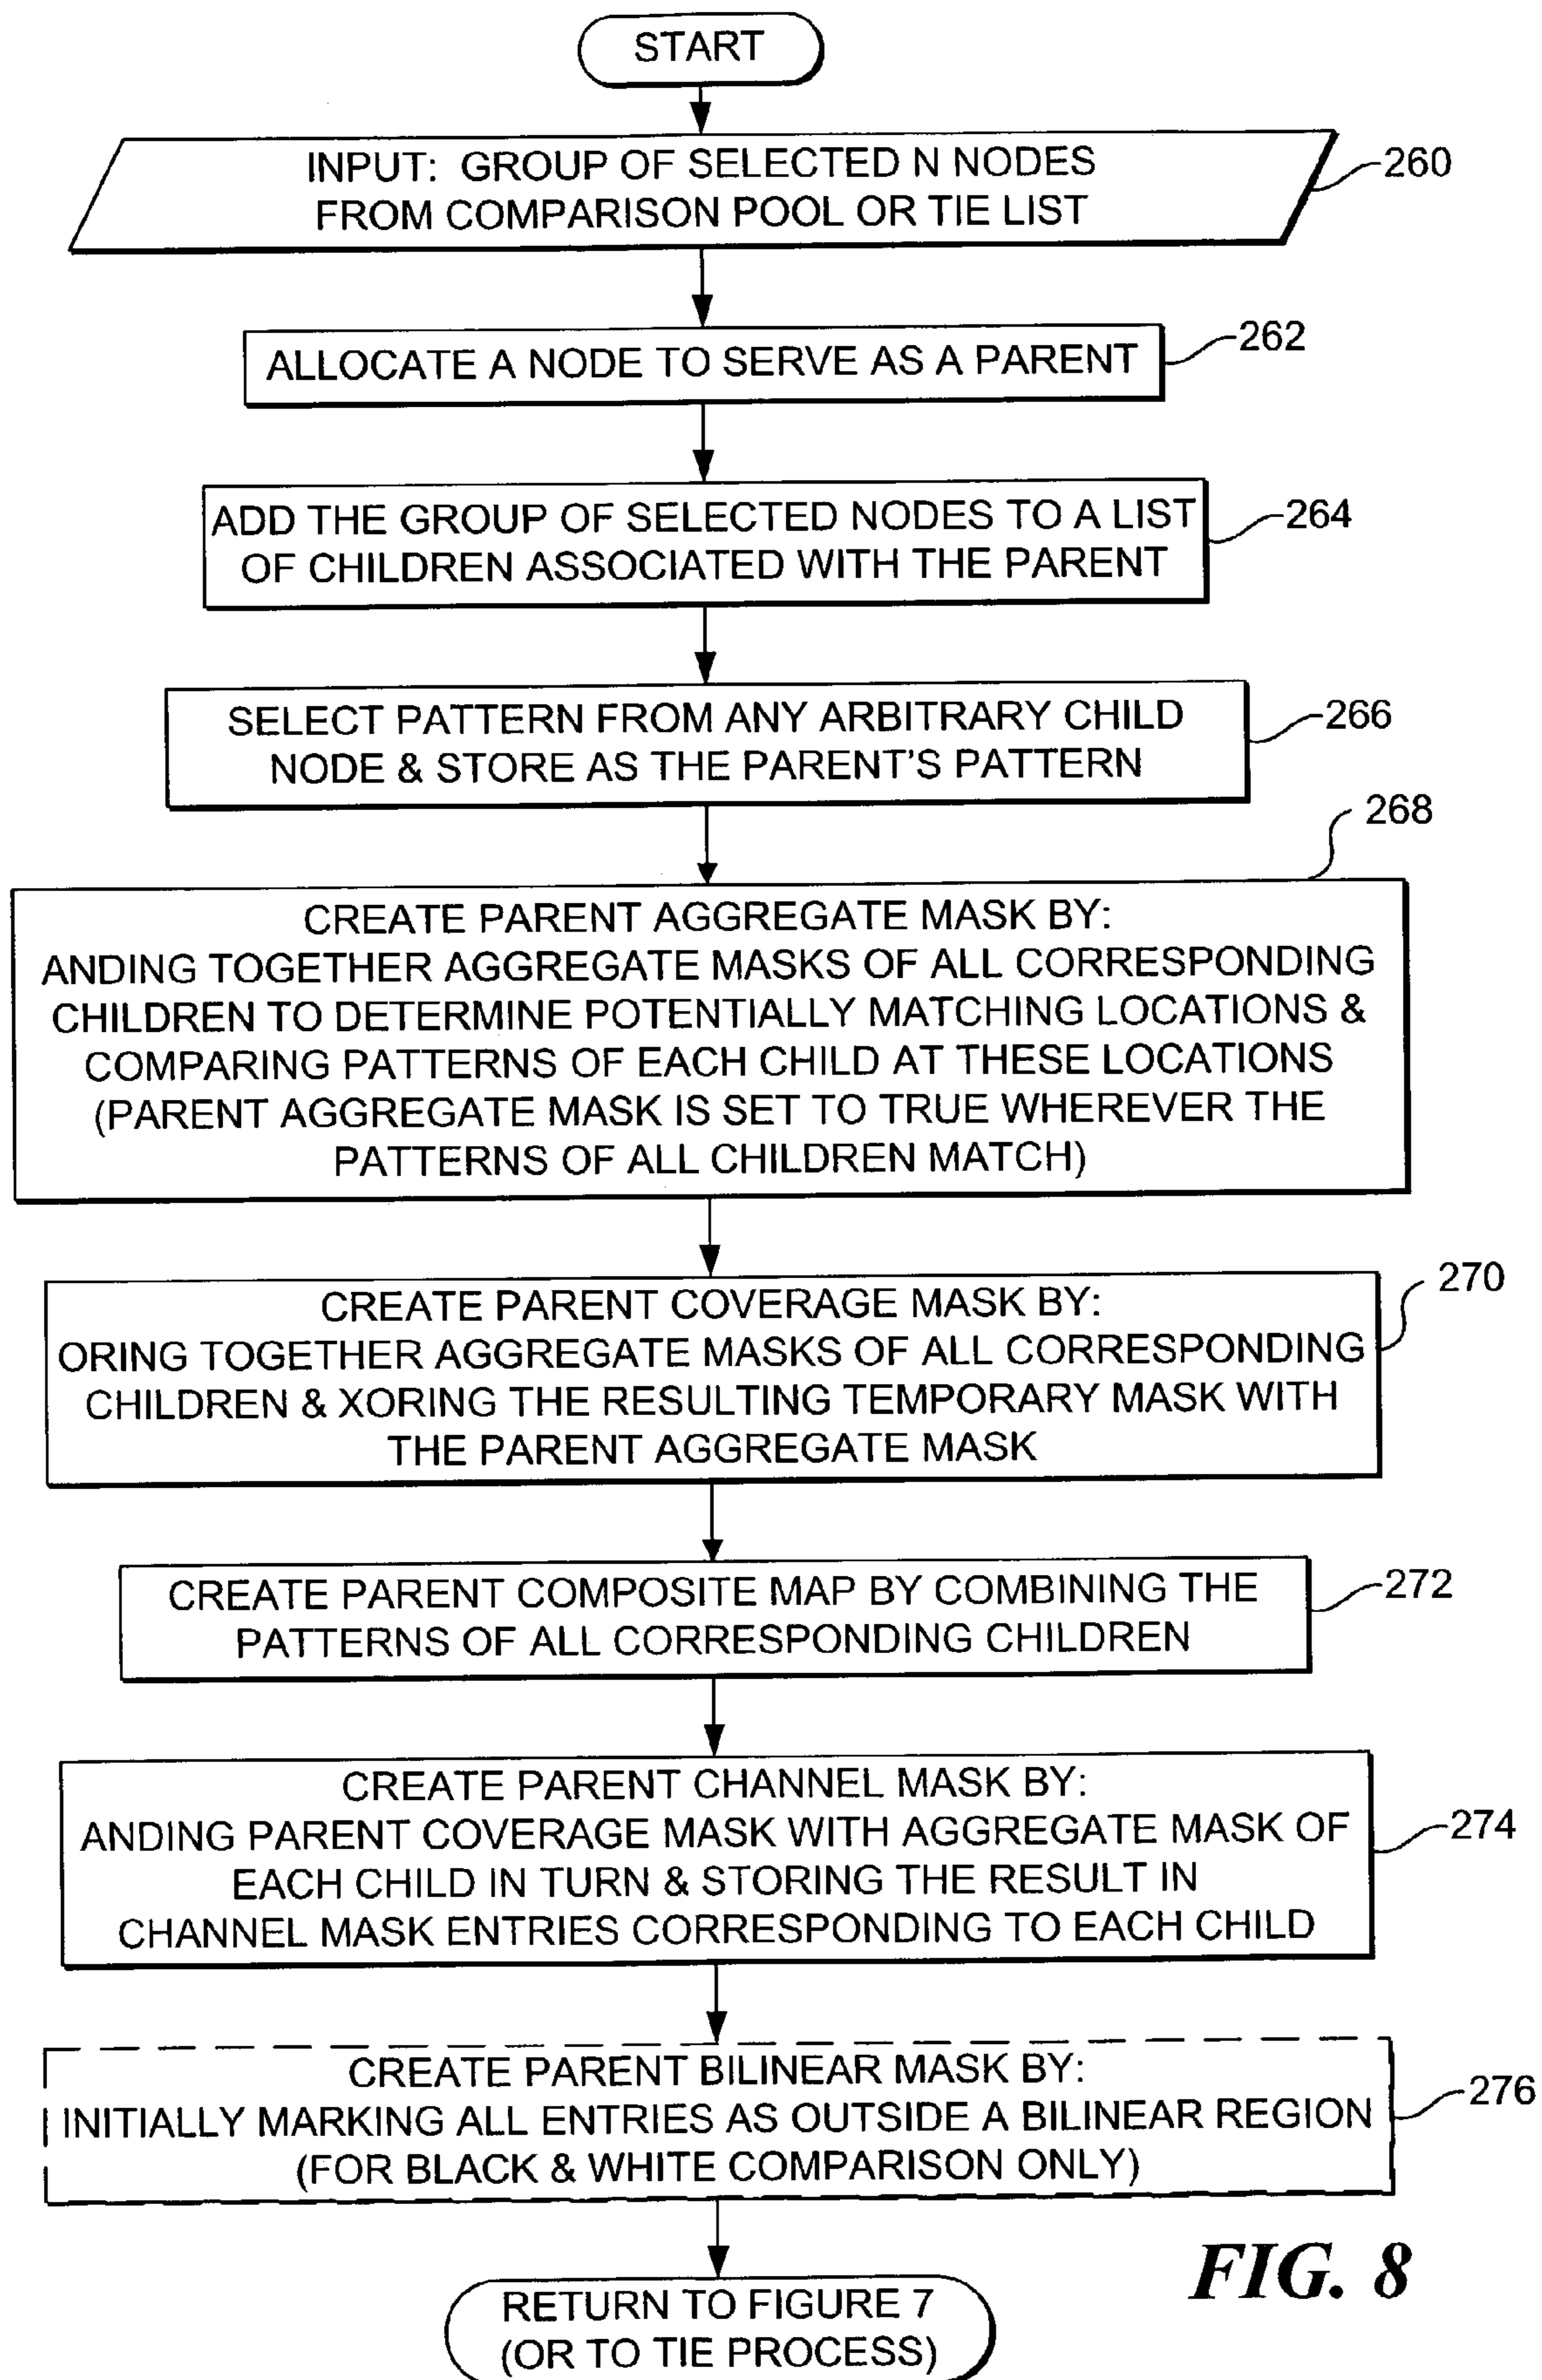 START
INPUT: GROUP OF SELECTED N NODES
FROM COMPARISON POOL OR TIE LIST
260
ALLOCATE A NODE TO SERVE AS A PARENT
262
ADD THE GROUP OF SELECTED NODES TO A LIST
OF CHILDREN ASSOCIATED WITH THE PARENT
264
SELECT PATTERN FROM ANY ARBITRARY CHILD
NODE & STORE AS THE PARENT'S PATTERN
266
268
CREATE PARENT AGGREGATE MASK BY:
ANDING TOGETHER AGGREGATE MASKS OF ALL CORRESPONDING
CHILDREN TO DETERMINE POTENTIALLY MATCHING LOCATIONS &
COMPARING PATTERNS OF EACH CHILD AT THESE LOCATIONS
(PARENT AGGREGATE MASK IS SET TO TRUE WHEREVER THE
PATTERNS OF ALL CHILDREN MATCH)
270
CREATE PARENT COVERAGE MASK BY:
ORING TOGETHER AGGREGATE MASKS OF ALL CORRESPONDING
CHILDREN & XORING THE RESULTING TEMPORARY MASK WITH
THE PARENT AGGREGATE MASK
CREATE PARENT COMPOSITE MAP BY COMBINING THE
PATTERNS OF ALL CORRESPONDING CHILDREN
272
CREATE PARENT CHANNEL MASK BY:
ANDING PARENT COVERAGE MASK WITH AGGREGATE MASK OF
EACH CHILD IN TURN & STORING THE RESULT IN
CHANNEL MASK ENTRIES CORRESPONDING TO EACH CHILD
274
CREATE PARENT BILINEAR MASK BY:
INITIALLY MARKING ALL ENTRIES AS OUTSIDE A BILINEAR REGION
(FOR BLACK & WHITE COMPARISON ONLY)
276
RETURN TO FIGURE 7
(OR TO TIE PROCESS)
FIG. 8